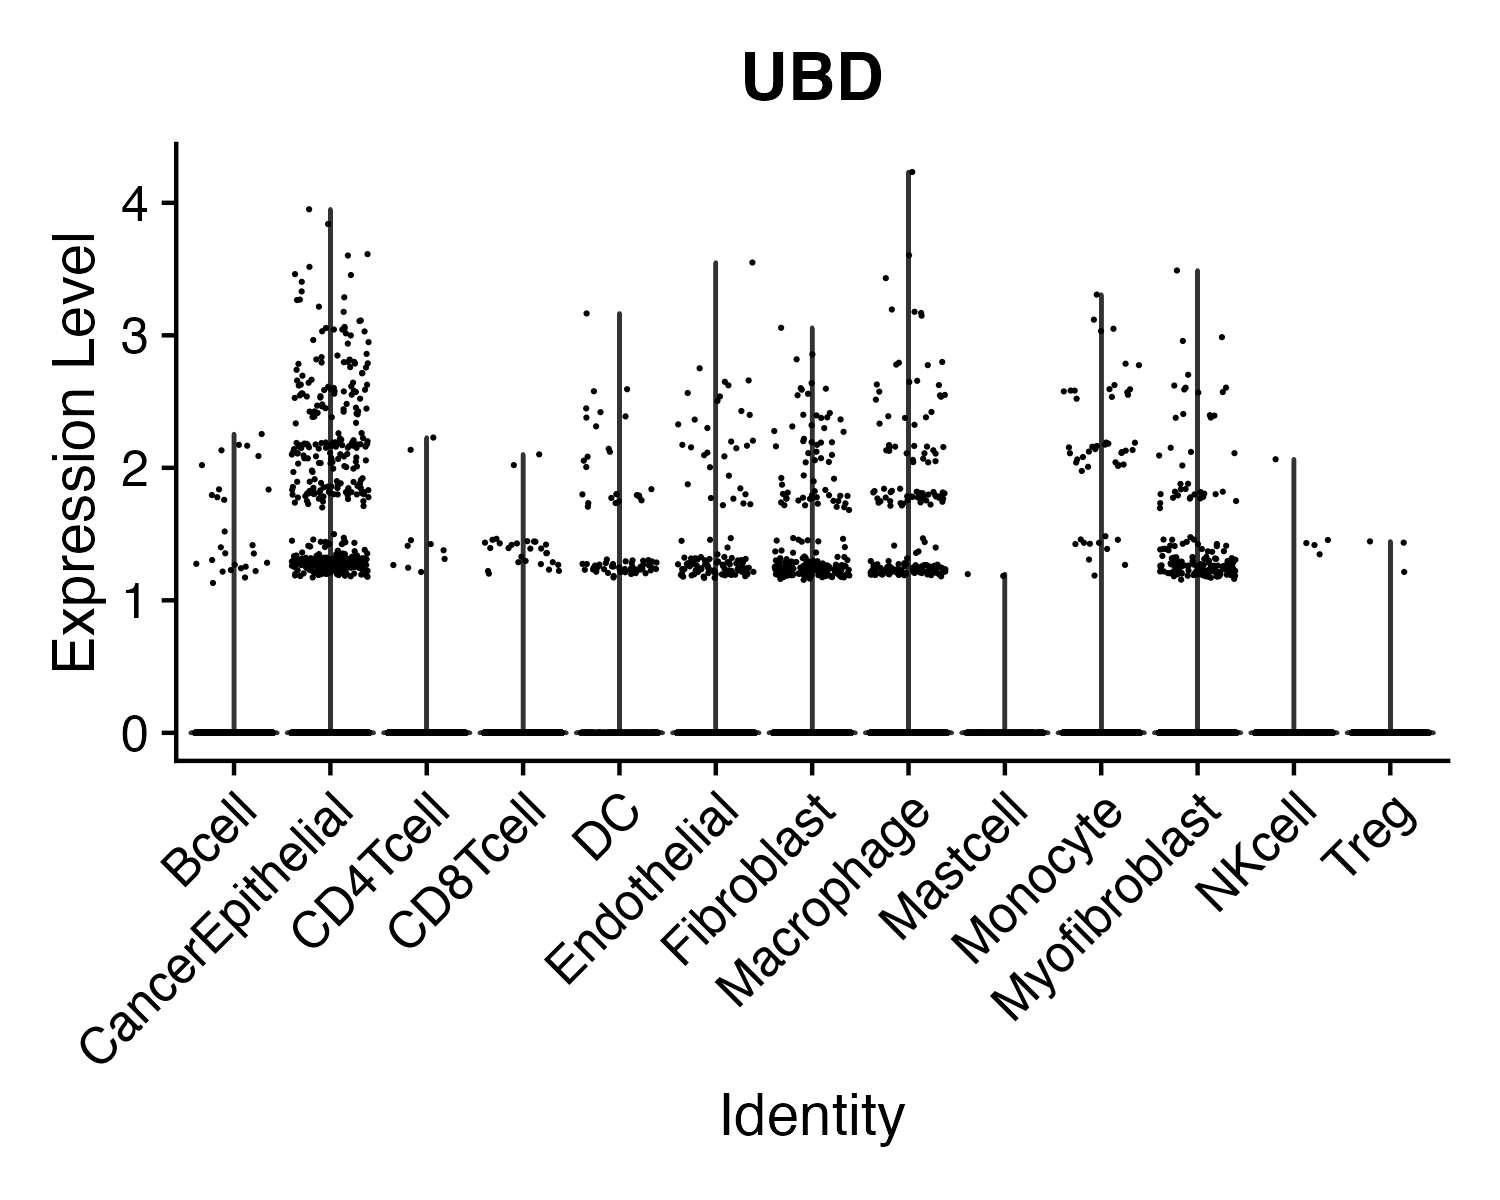 UBD
Expression Level
4
3
2
1
0
Bcell
CancerEpithelial
CD4Tcell
CD8Tcell
DC
Endothelial
Fibroblast
Macrophage
Mastcell
Monocyte
Myofibroblast
NKcell
Treg
Identity